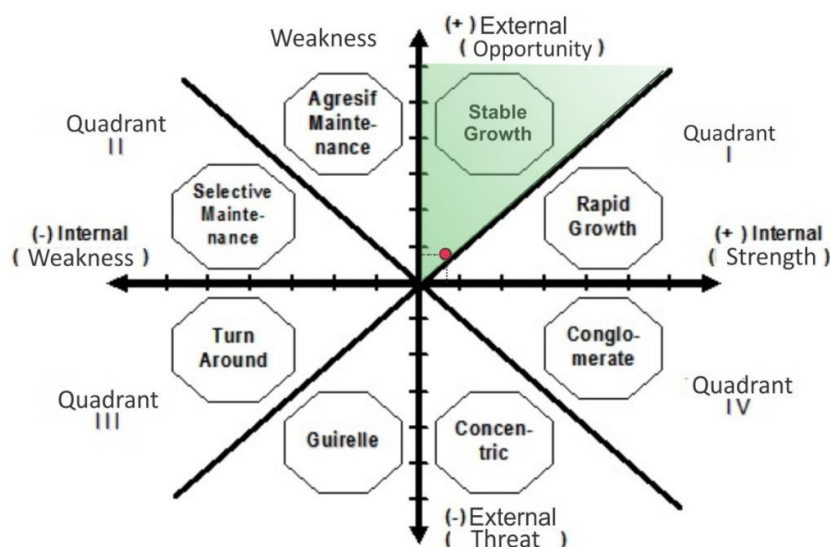 Weakness
(+) External
( Opportunity )
Agresif
Mainte-
nance
Stable
Growth
Quadrant
II
Quadrant
I
Selective
Mainte-
nance
Rapid
Growth
(-) Internal
( Weakness )
(+) Internal
( Strength )
Turn
Around
Conglo-
merate
Quadrant
III
Quadrant
IV
Guirelle
Concen-
tric
(-) External
( Threat )